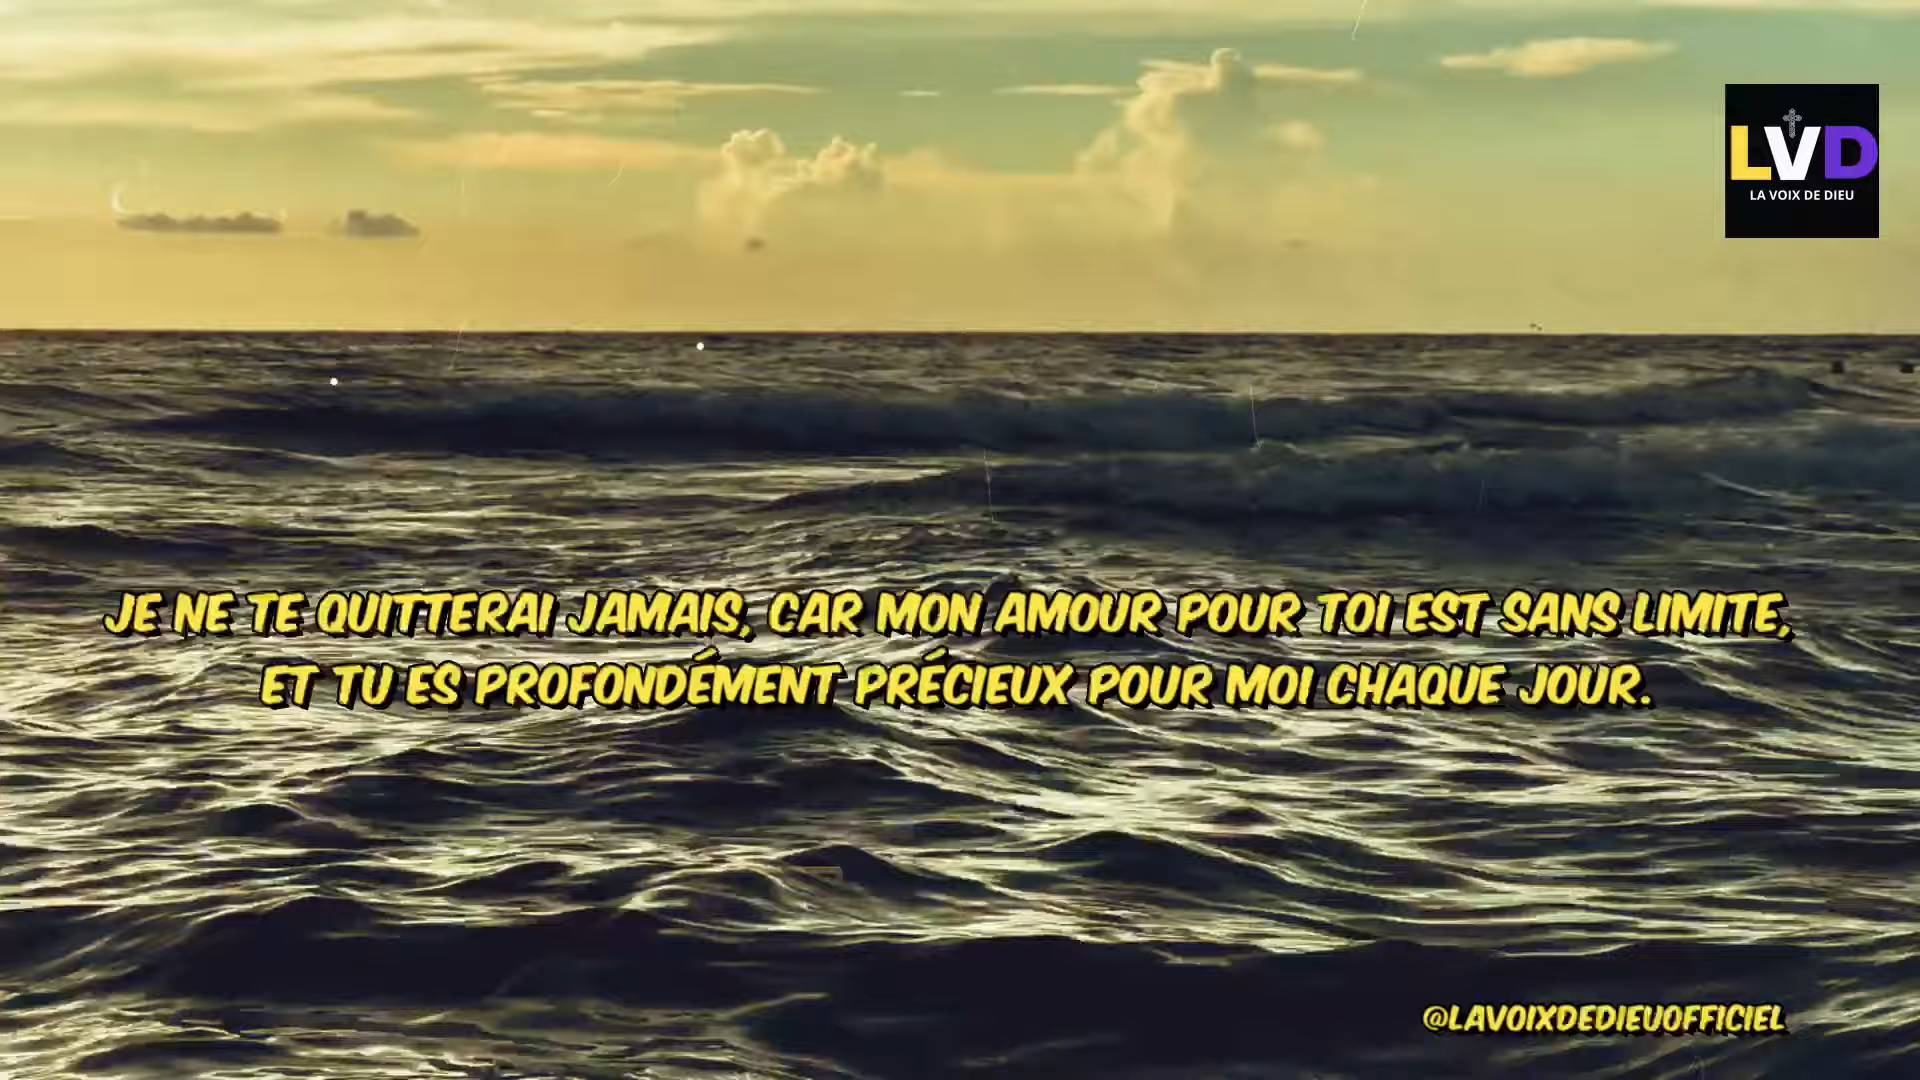 LVD
LA VOIX DE DIEU
JE NE TE QUITTERAI JAMAIS, CAR MON AMOUR POUR TOI EST SANS LIMITE,
ET TU ES PROFONDÉMENT PRÉCIEUX POUR MOI CHAQUE JOUR.
@LAVOIXDEDIEUOFFICIEL